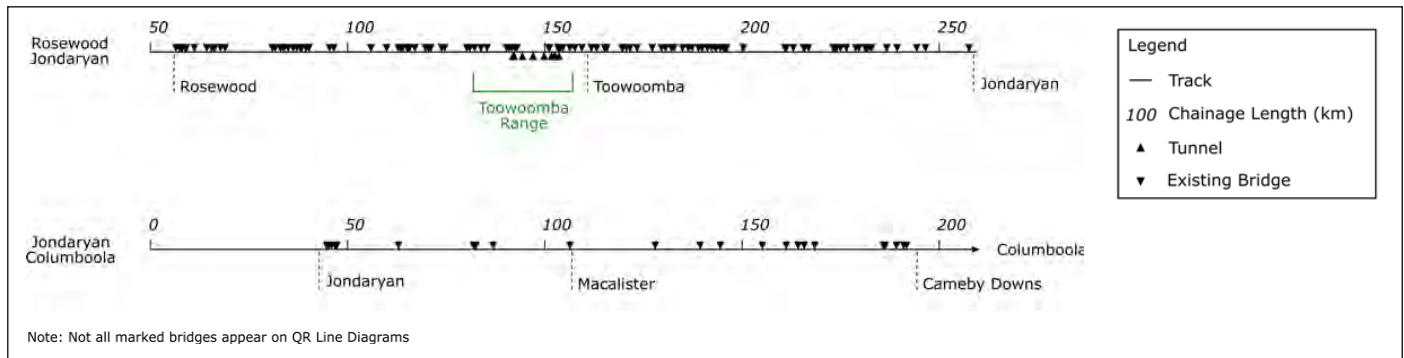 50 100 150 200 250
Rosewood
Jondaryan
Rosewood
Toowoomba
Jondaryan
Toowoomba
Range
Legend
Track
100 Chainage Length (km)
Tunnel
Existing Bridge
0 50 100 150 200
Jondaryan
Columboola
Columboola
Jondaryan
Macalister
Cameby Downs
Note: Not all marked bridges appear on QR Line Diagrams